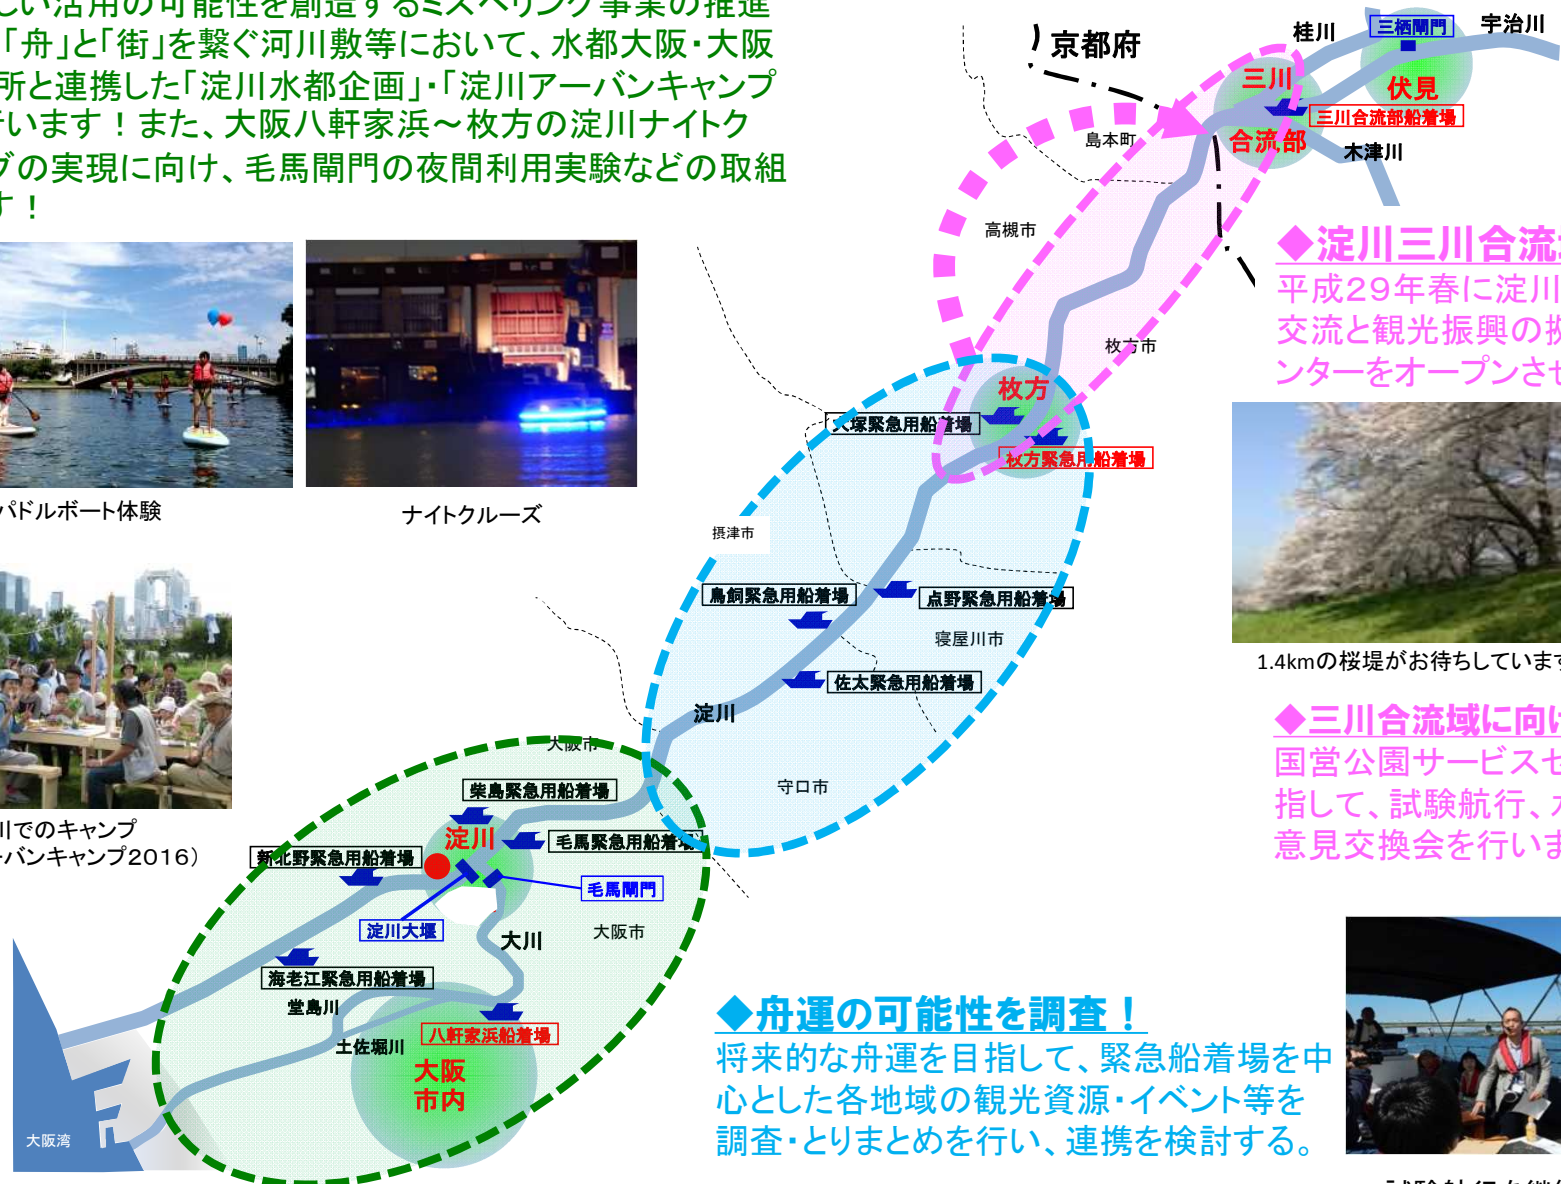 しい活用の可能性を創造するミズベリング事業の推進
「舟」と「街」を繋ぐ河川敷等において、水都大阪・大阪
所と連携した「淀川水都企画」・「淀川アーバンキャンプ
います！また、大阪八軒家浜～枚方の淀川ナイトク
グの実現に向け、毛馬閘門の夜間利用実験などの取組
す！
パドルボート体験
ナイトクルーズ
川でのキャンプ
バンキャンプ2016）
京都府
桂川
三栖閘門
宇治川
三川
合流部
伏見
三川合流部船着場
木津川
島本町
高槻市
枚方市
枚方
大塚緊急用船着場
枚方緊急用船着場
摂津市
鳥飼緊急用船着場
点野緊急用船着場
寝屋川市
佐太緊急用船着場
淀川
守口市
大阪市
柴島緊急用船着場
淀川
毛馬緊急用船着場
新北野緊急用船着場
毛馬閘門
淀川大堰
大川
大阪市
海老江緊急用船着場
堂島川
八軒家浜船着場
土佐堀川
大阪
市内
大阪湾
◆淀川三川合流
平成29年春に淀川
交流と観光振興の拠
ンターをオープンさせ
1.4kmの桜堤がお待ちしています
◆三川合流域に向け
国営公園サービスセ
指して、試験航行、
意見交換会を行いま
◆舟運の可能性を調査！
将来的な舟運を目指して、緊急船着場を中
心とした各地域の観光資源・イベント等を
調査・とりまとめを行い、連携を検討する。